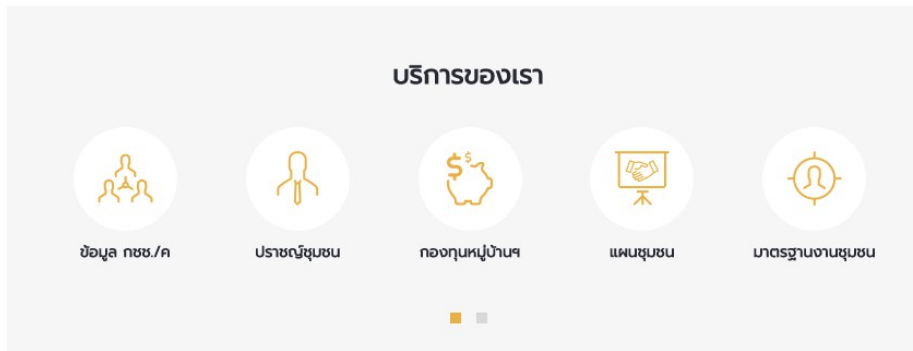 บริการของเรา
ข้อมูล กชช./ค
ปราชญ์ชุมชน
กองทุนหมู่บ้านฯ
แผนชุมชน
มาตรฐานงานชุมชน